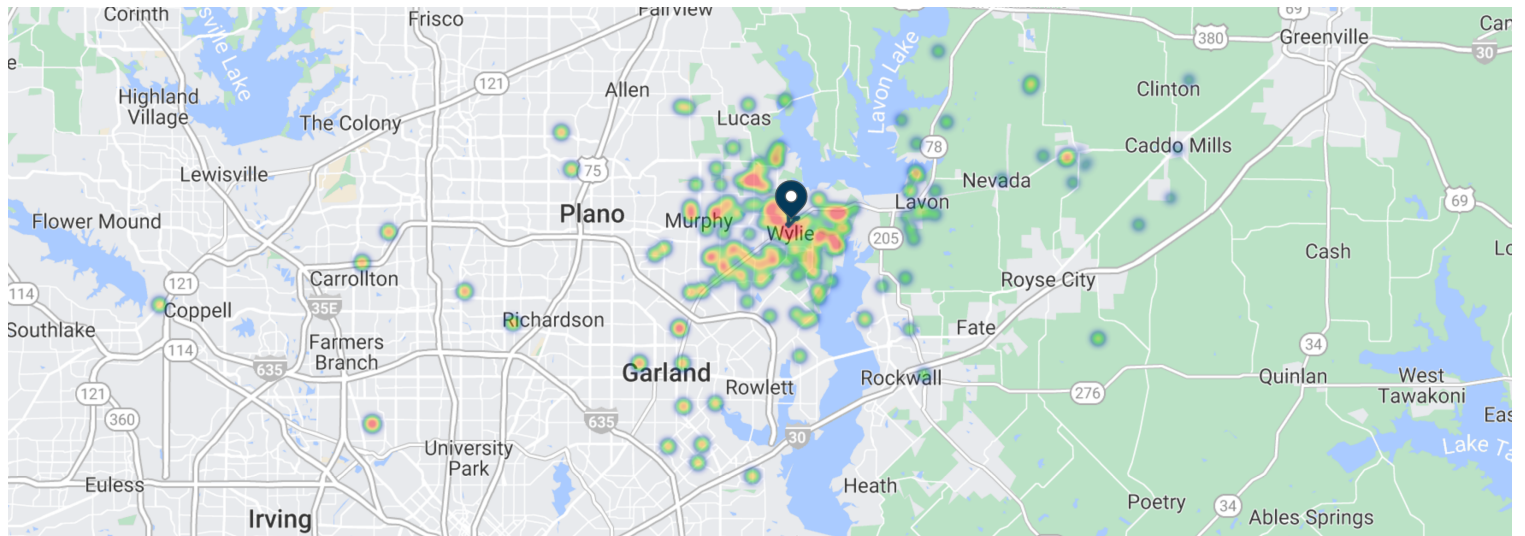 Corinth
Frisco
Fairview
69
380
Greenville
30
Lavon Lake
121
Allen
Highland
Village
Clinton
The Colony
Lucas
78
Caddo Mills
Lewisville
75
Nevada
69
Flower Mound
Plano
Murphy
Lavon
Wylie
205
Cash
Carrollton
Royse City
121
114
35E
Coppell
Richardson
Southlake
Farmers
Branch
114
635
Fate
34
Garland
Rowlett
Rockwall
Quinlan
West
Tawakoni
121
276
360
635
30
University
Park
Euless
Heath
Poetry
34
Irving
Ables Springs